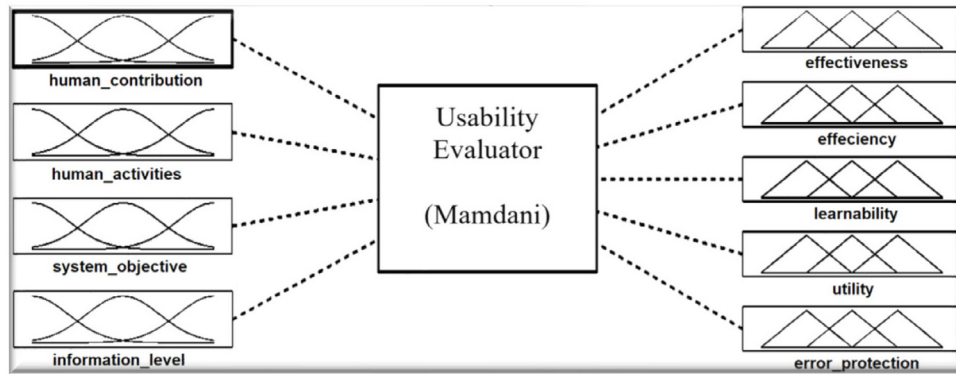 human_contribution
human_activities
system_objective
information_level
Usability
Evaluator
(Mamdani)
effectiveness
effeciency
learnability
utility
error_protection